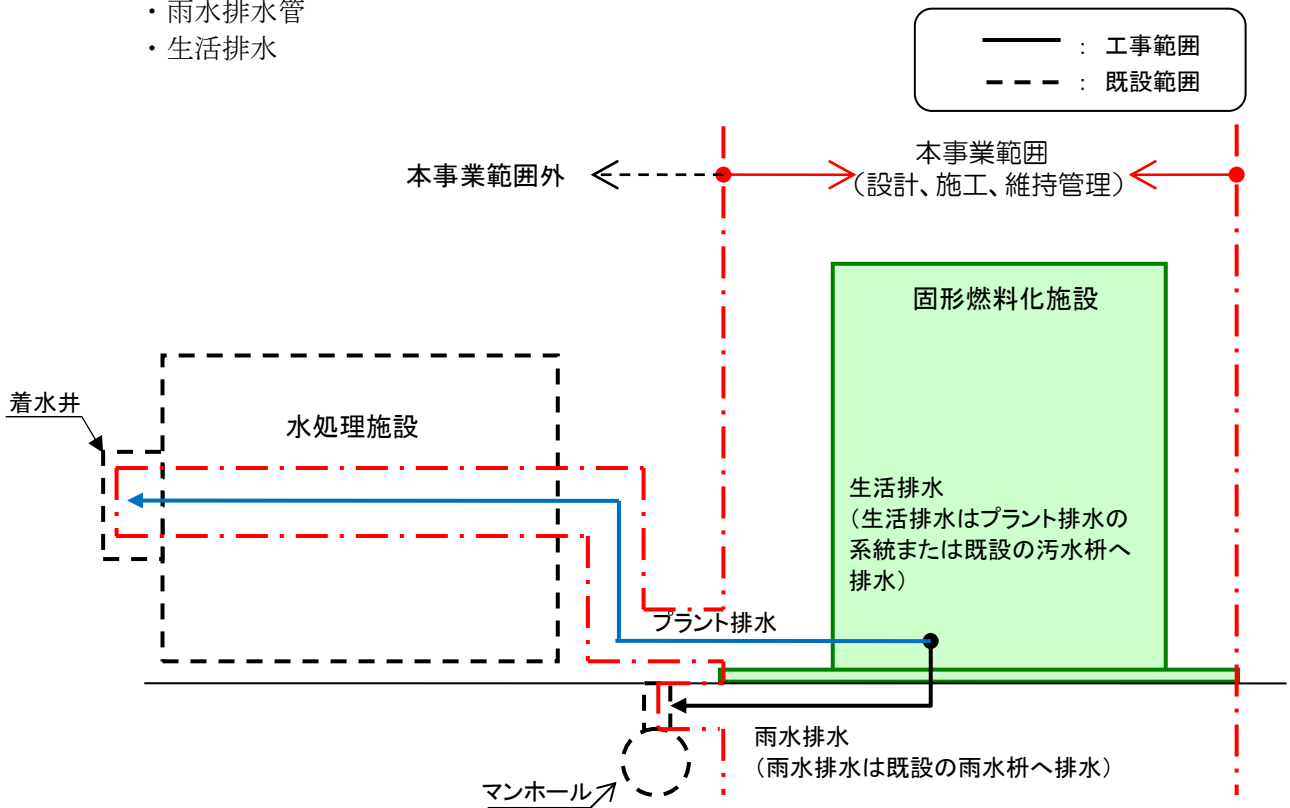 ・雨水排水管
・生活排水
： 工事範囲
： 既設範囲
本事業範囲外
本事業範囲
（設計、施工、維持管理）
固形燃料化施設
着水井
水処理施設
生活排水
（生活排水はプラント排水の
系統または既設の汚水枡へ
排水）
プラント排水
雨水排水
（雨水排水は既設の雨水枡へ排水）
マンホール